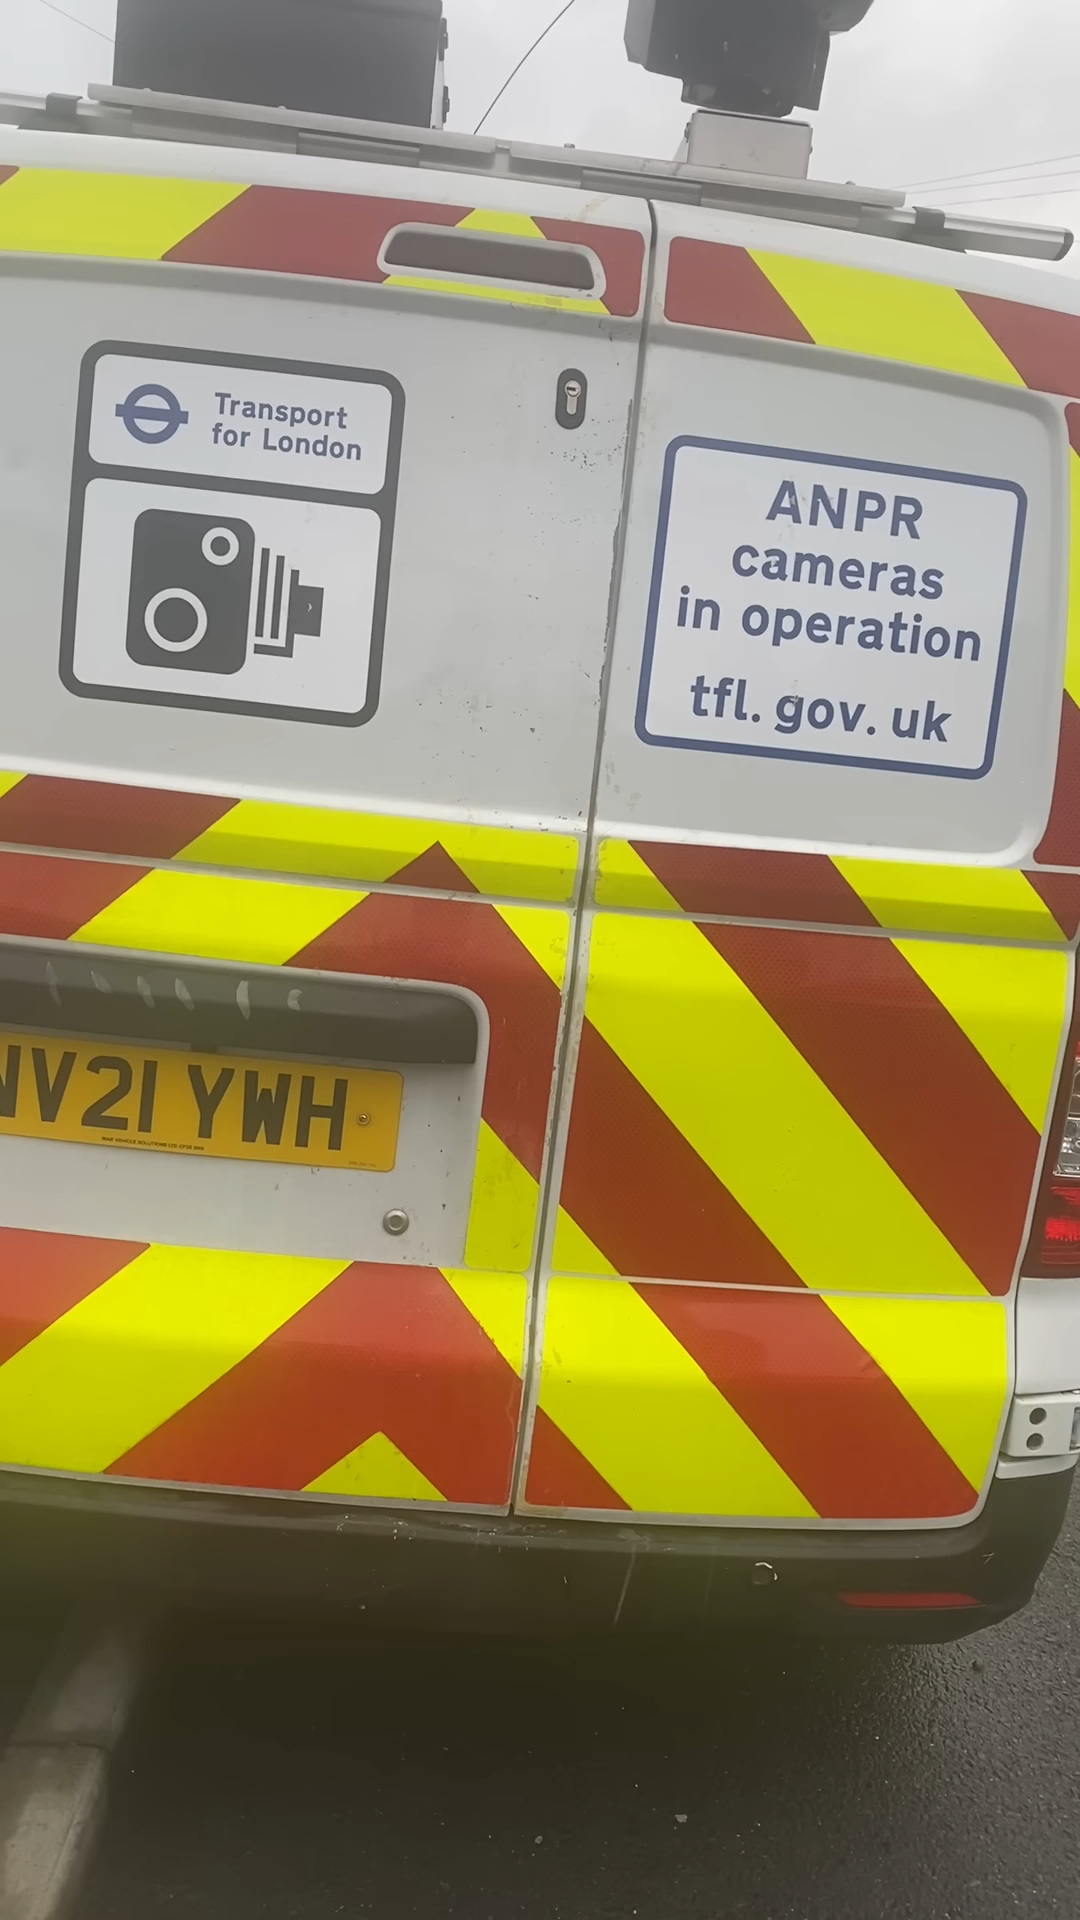 Transport
for London
ANPR
cameras
in operation
tfl. gov. uk
NV21 YWH